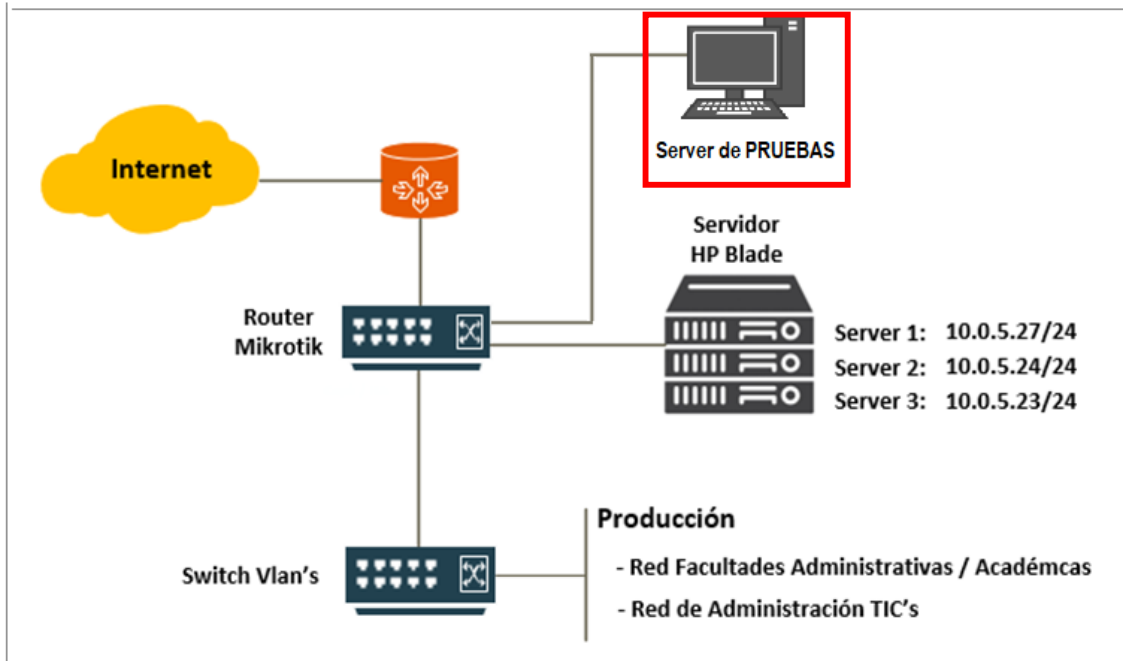 Internet
Server de PRUEBAS
Servidor
HP Blade
Router
Mikrotik
Server 1: 10.0.5.27/24
Server 2: 10.0.5.24/24
Server 3: 10.0.5.23/24
Switch Vlan's
Producción
- Red Facultades Administrativas / Académcas
- Red de Administración TIC's